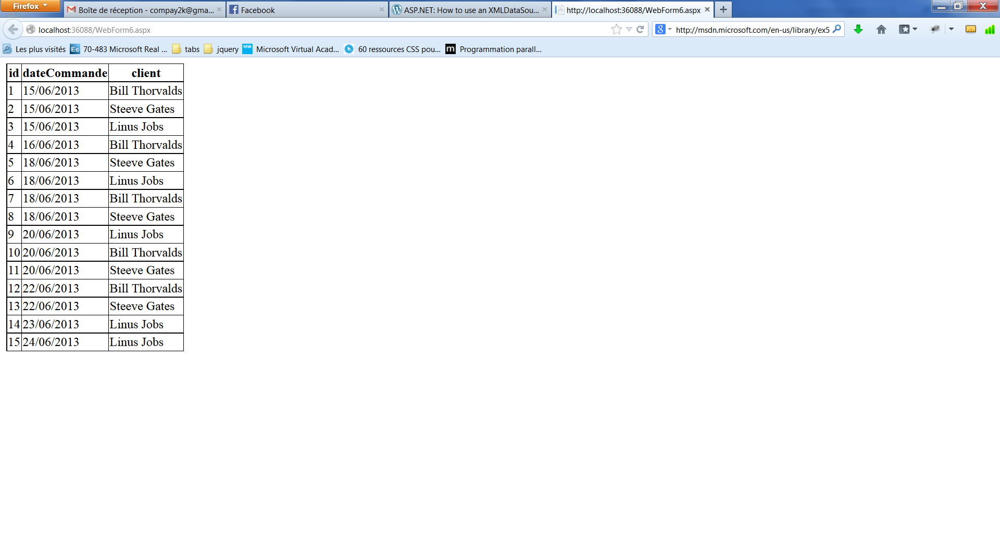 Firefox
Boîte de réception - compay2k@gma...
Facebook
ASP.NET: How to use an XMLDataSou...
http://localhost:36088/WebForm6.aspx
localhost:36088/WebForm6.aspx
http://msdn.microsoft.com/en-us/library/ex5
Les plus visités
Ec 70-483 Microsoft Real ...
tabs
jquery
MVA Microsoft Virtual Acad...
60 ressources CSS pou...
m Programmation parall...
id dateCommande client
1 15/06/2013 Bill Thorvalds
2 15/06/2013 Steeve Gates
3 15/06/2013 Linus Jobs
4 16/06/2013 Bill Thorvalds
5 18/06/2013 Steeve Gates
6 18/06/2013 Linus Jobs
7 18/06/2013 Bill Thorvalds
8 18/06/2013 Steeve Gates
9 20/06/2013 Linus Jobs
10 20/06/2013 Bill Thorvalds
11 20/06/2013 Steeve Gates
12 22/06/2013 Bill Thorvalds
13 22/06/2013 Steeve Gates
14 23/06/2013 Linus Jobs
15 24/06/2013 Linus Jobs